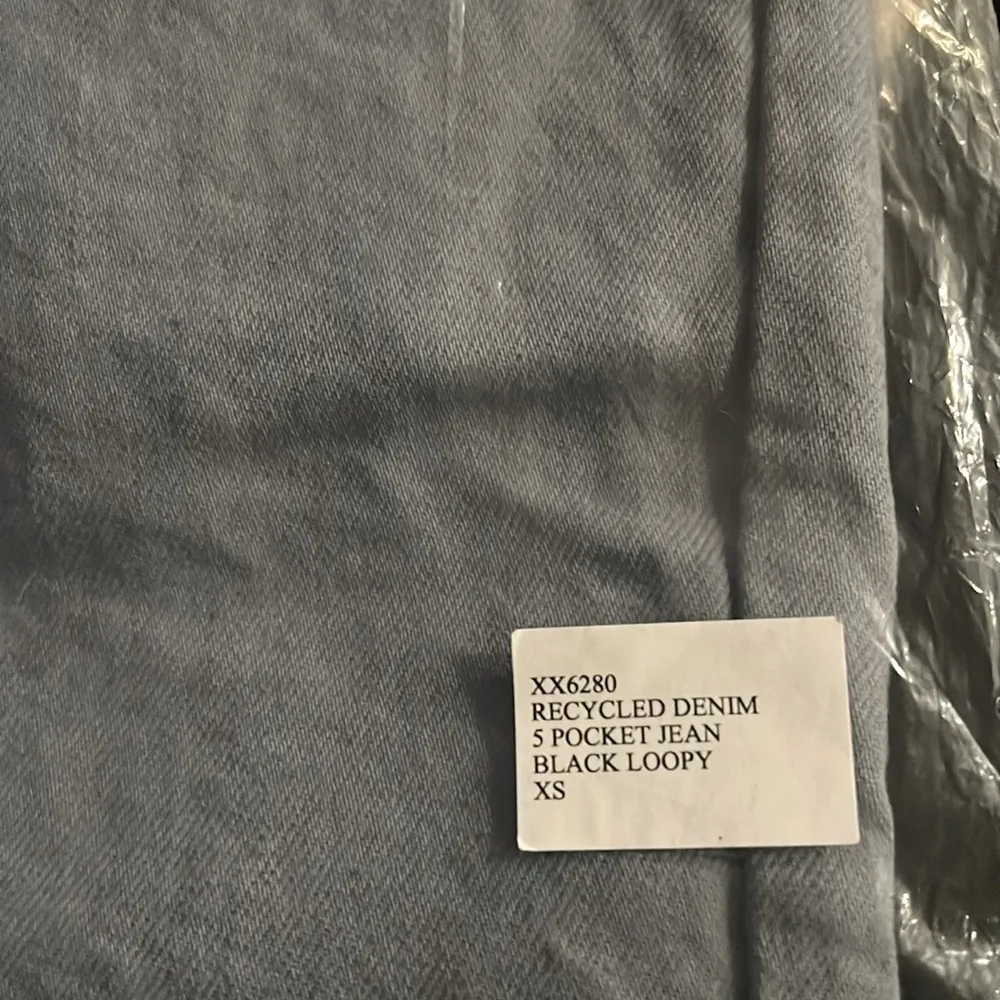 XX6280
RECYCLED DENIM
5 POCKET JEAN
BLACK LOOPY
XS